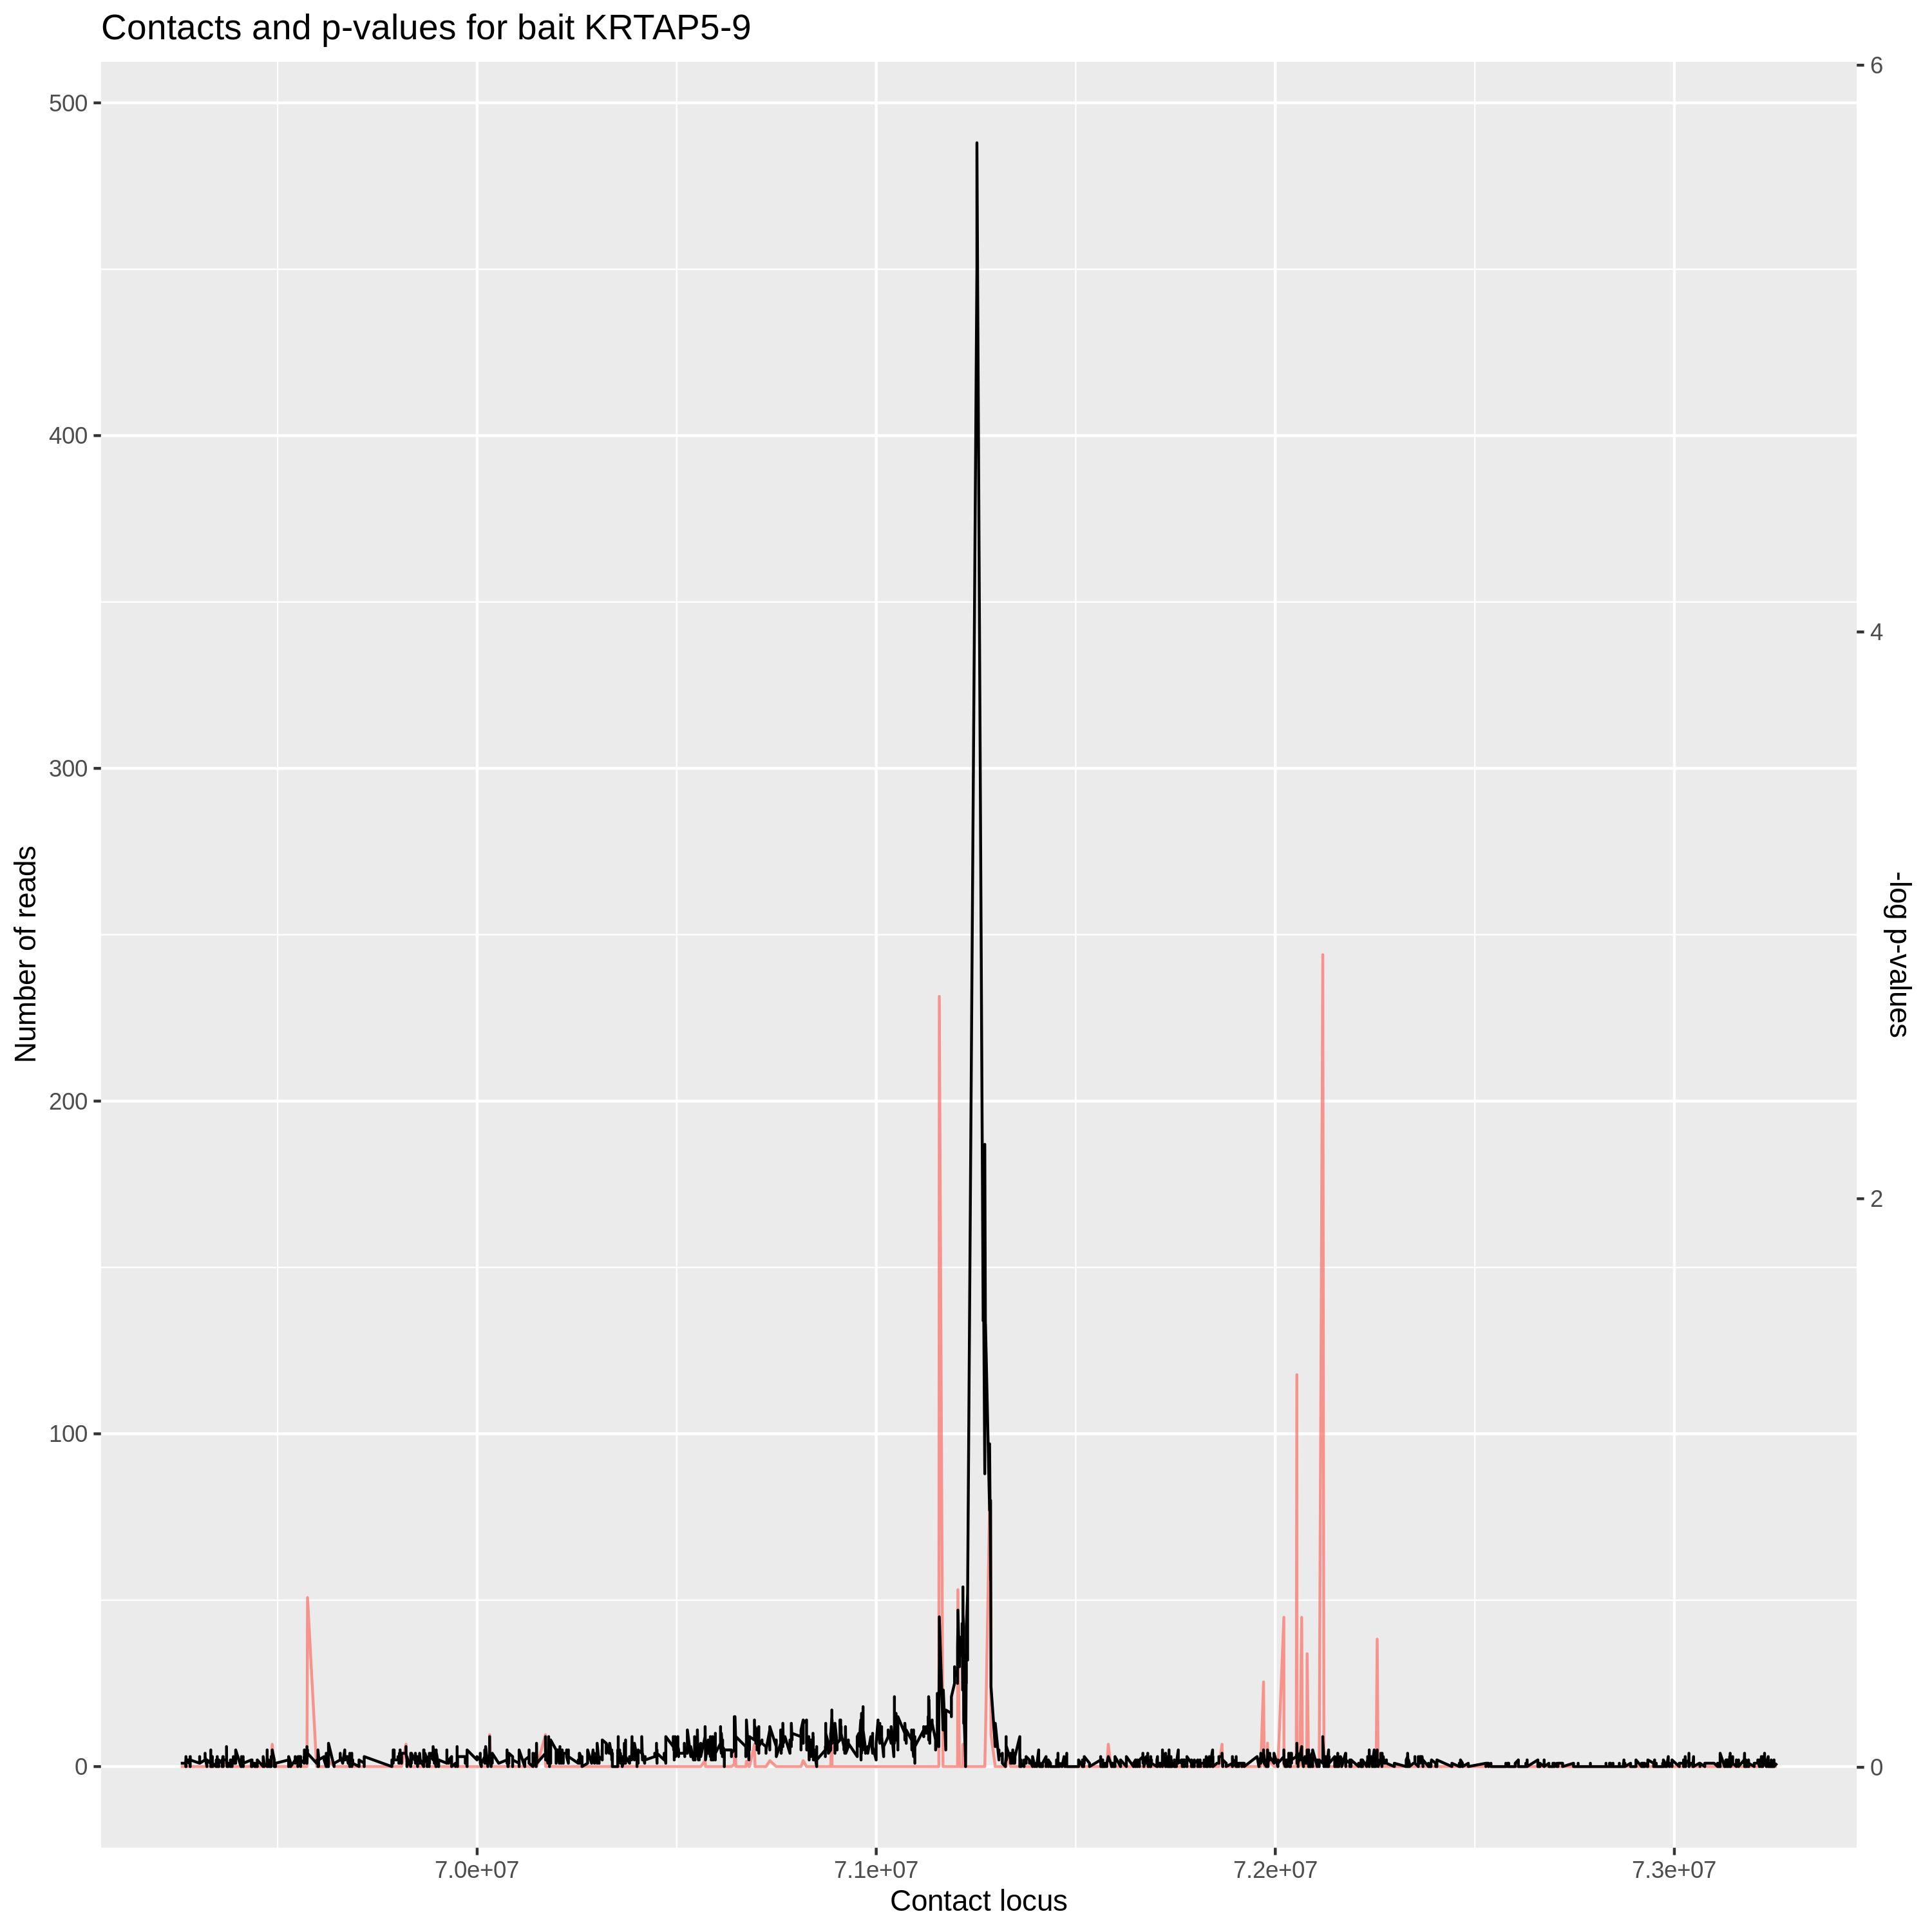 Contacts and p-values for bait KRTAP5-9
500
400
300
200
100
0
Number of reads
6
4
2
0
-log p-values
7.0e+07
7.1e+07
7.2e+07
7.3e+07
Contact locus